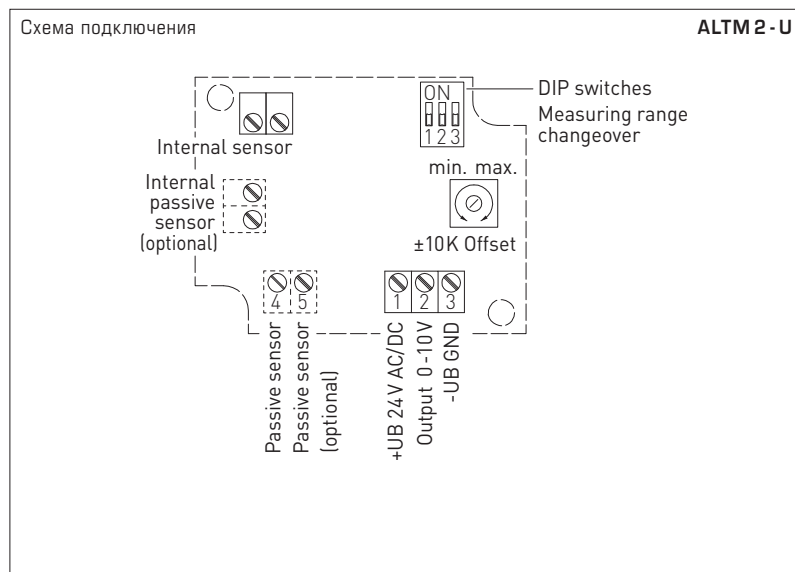 Схема подключения
ALTM 2 - U
ON
1 2 3
DIP switches
Measuring range
changeover
Internal sensor
min. max.
±10K Offset
Internal
passive
sensor
(optional)
4 5
1 2 3
Passive sensor
Passive sensor
(optional)
+UB 24 V AC/DC
Output 0 -10 V
-UB GND